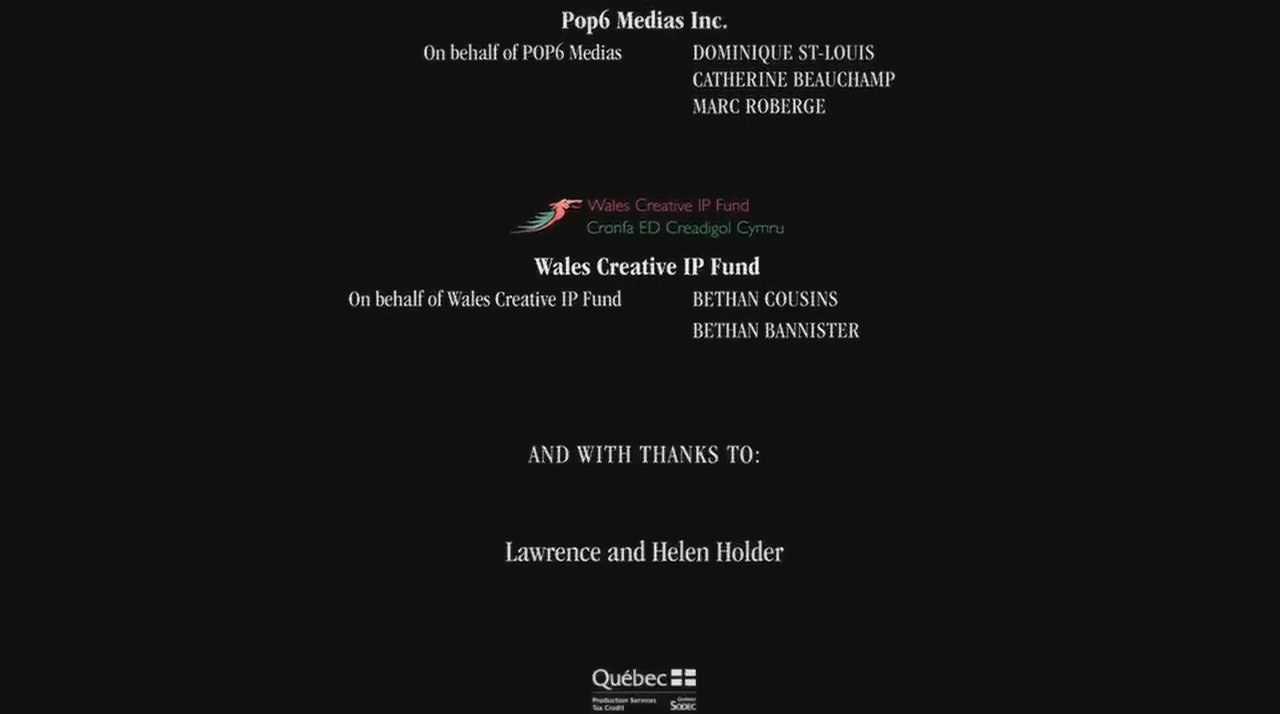 Pop6 Medias Inc.
On behalf of POP6 Medias DOMINIQUE ST-LOUIS
CATHERINE BEAUCHAMP
MARC ROBERGE
Wales Creative IP Fund
Cronfa ED Creadigol Cymru
Wales Creative IP Fund
On behalf of Wales Creative IP Fund BETHAN COUSINS
BETHAN BANNISTER
AND WITH THANKS TO:
Lawrence and Helen Holder
Québec
Production Services
Tax Credit
SODEC